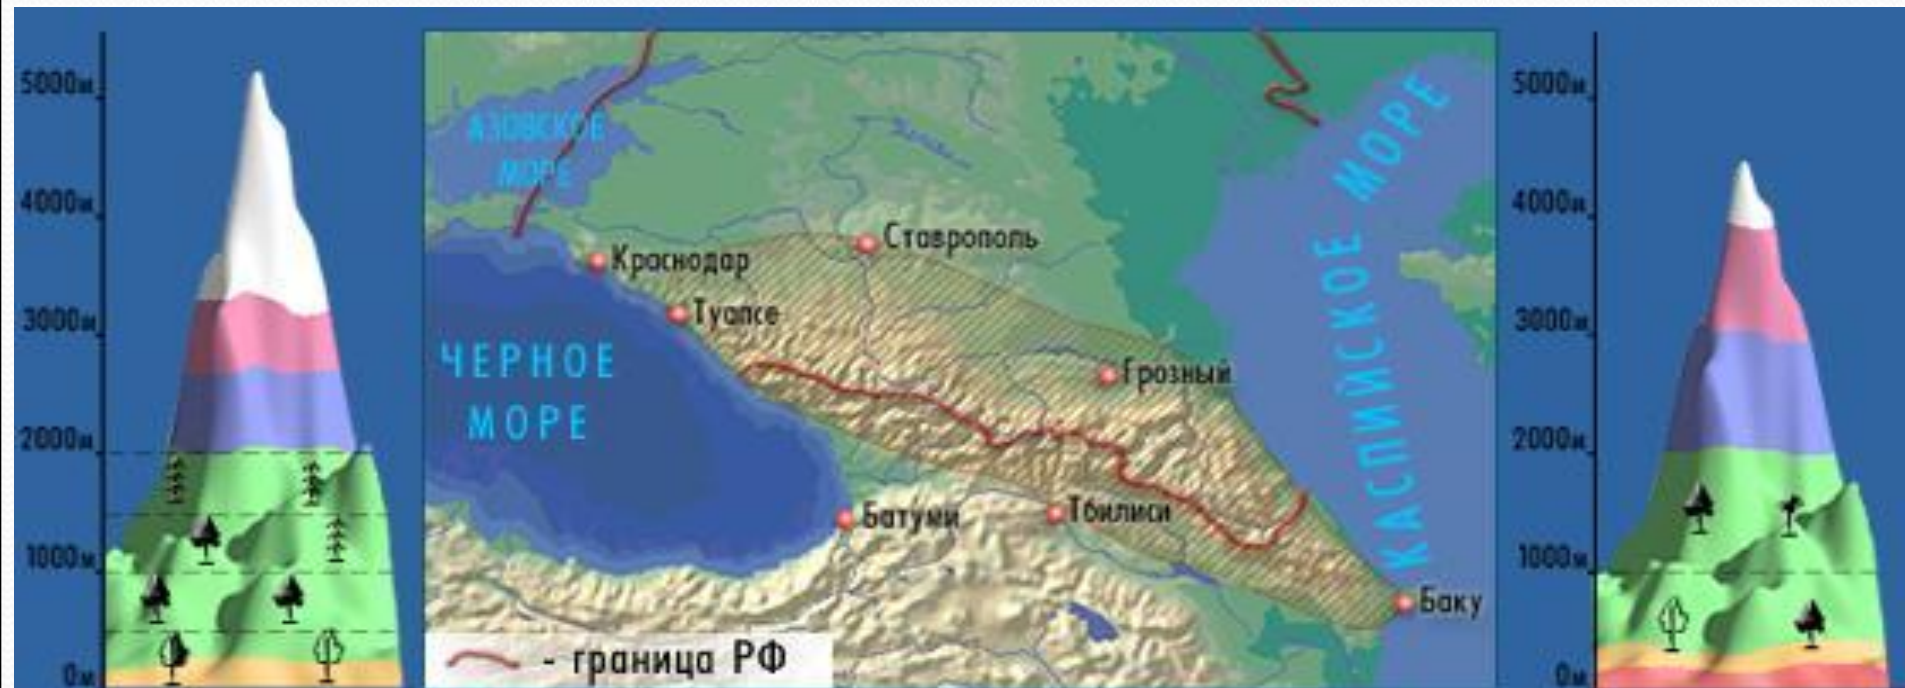 5000м
4000м
3000м
2000м
1000м
0м
АЗОВСКОЕ
МОРЕ
Краснодар
Ставрополь
Туапсе
ЧЕРНОЕ
МОРЕ
Грозный
Батуми
Тбилиси
Баку
КАСПИЙСКОЕ МОРЕ
- граница РФ
5000м
4000м
3000м
2000м
1000м
0м